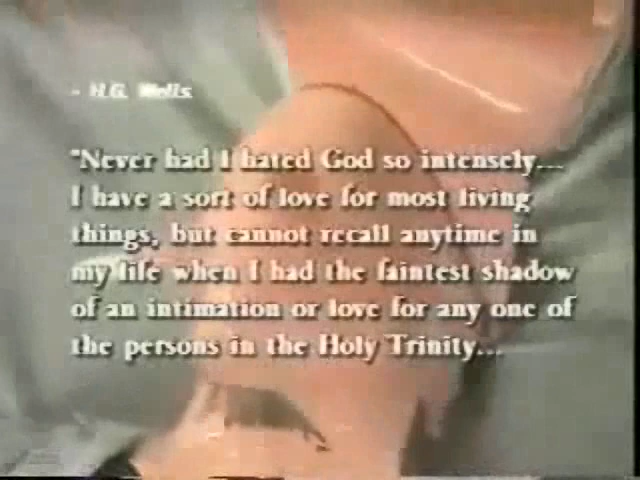 - H.G. Wells
"Never had I hated God so intensely...
I have a sort of love for most living
things, but cannot recall anytime in
my life when I had the faintest shadow
of an intimation or love for any one of
the persons in the Holy Trinity...